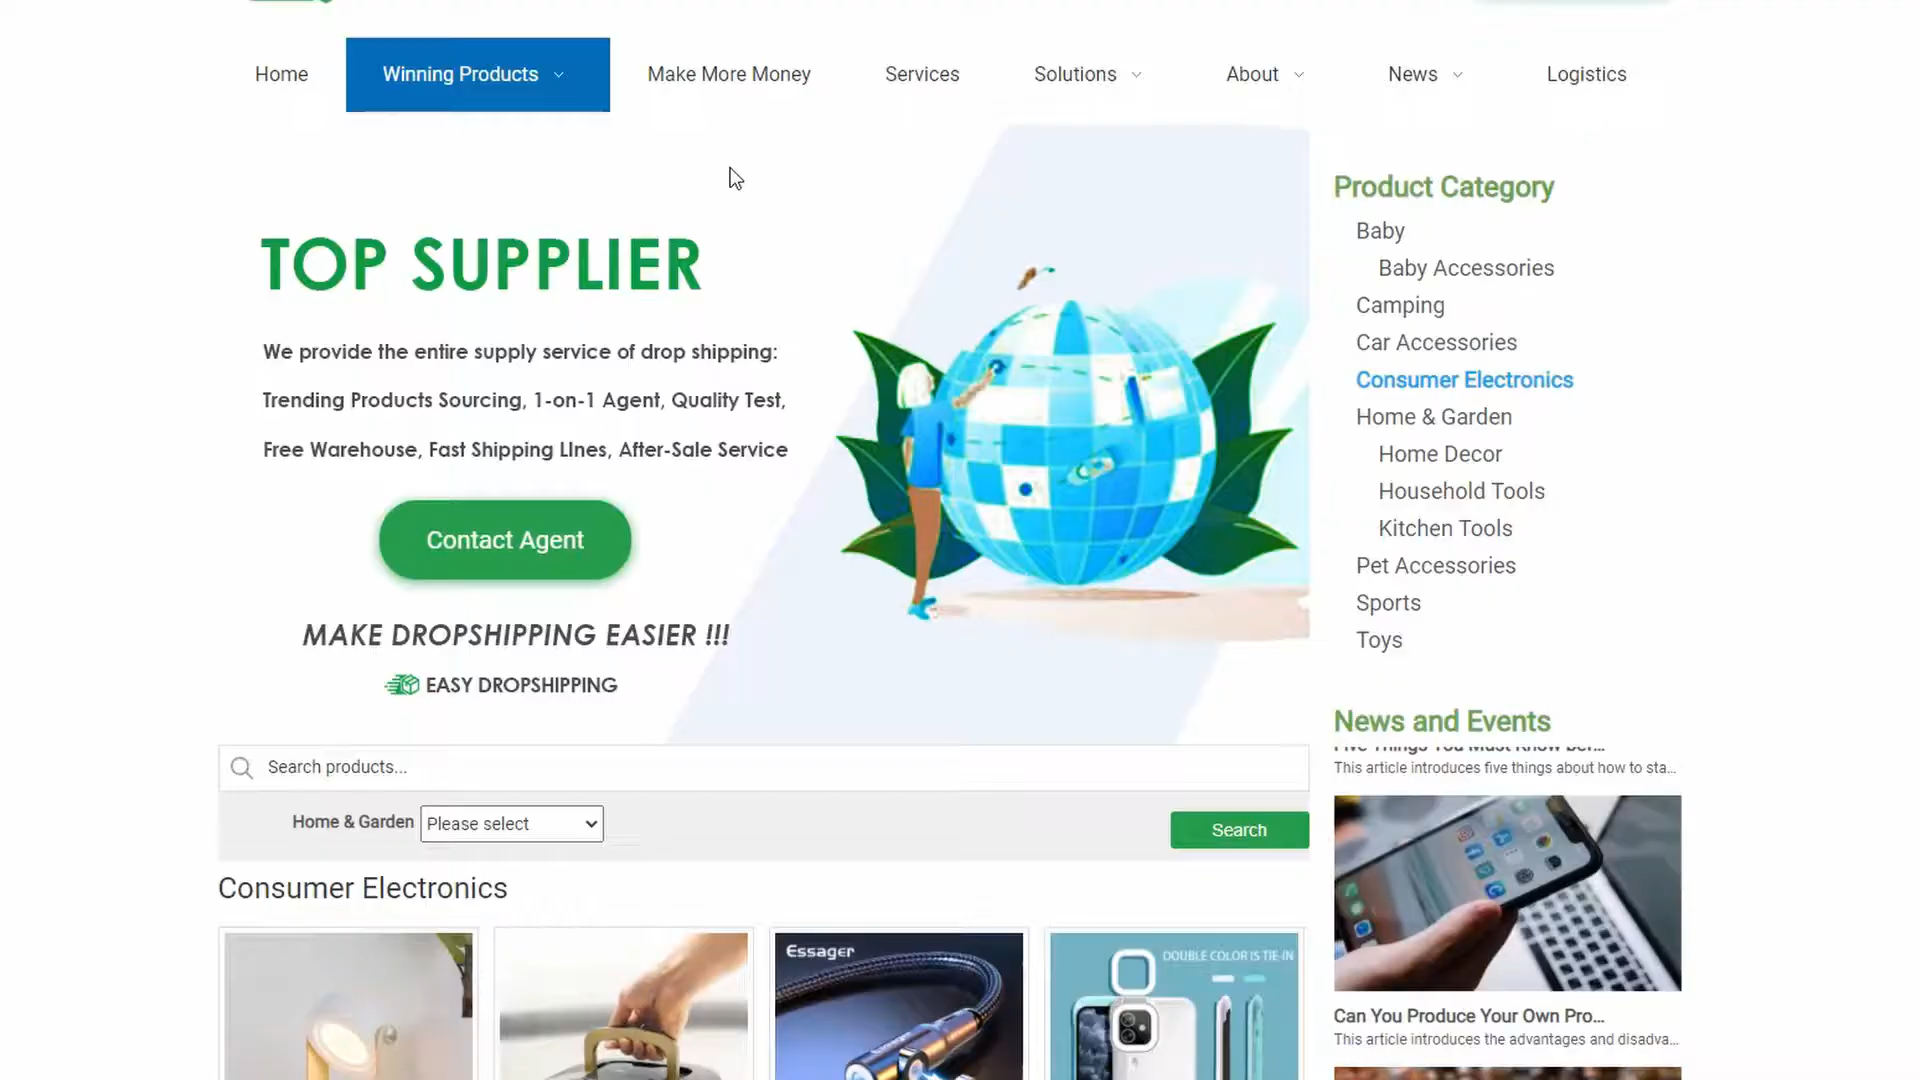 Home
Winning Products
Make More Money
Services
Solutions
About
News
Logistics
TOP SUPPLIER
We provide the entire supply service of drop shipping:
Trending Products Sourcing, 1-on-1 Agent, Quality Test,
Free Warehouse, Fast Shipping LInes, After-Sale Service
Contact Agent
MAKE DROPSHIPPING EASIER !!!
EASY DROPSHIPPING
Product Category
Baby
Baby Accessories
Camping
Car Accessories
Consumer Electronics
Home & Garden
Home Decor
Household Tools
Kitchen Tools
Pet Accessories
Sports
Toys
News and Events
Five Things You Must Know Bef...
This article introduces five things about how to sta...
Can You Produce Your Own Pro...
This article introduces the advantages and disadva...
Search products...
Home & Garden
Please select
Search
Consumer Electronics
Essager
DOUBLE COLOR IS TIE-IN